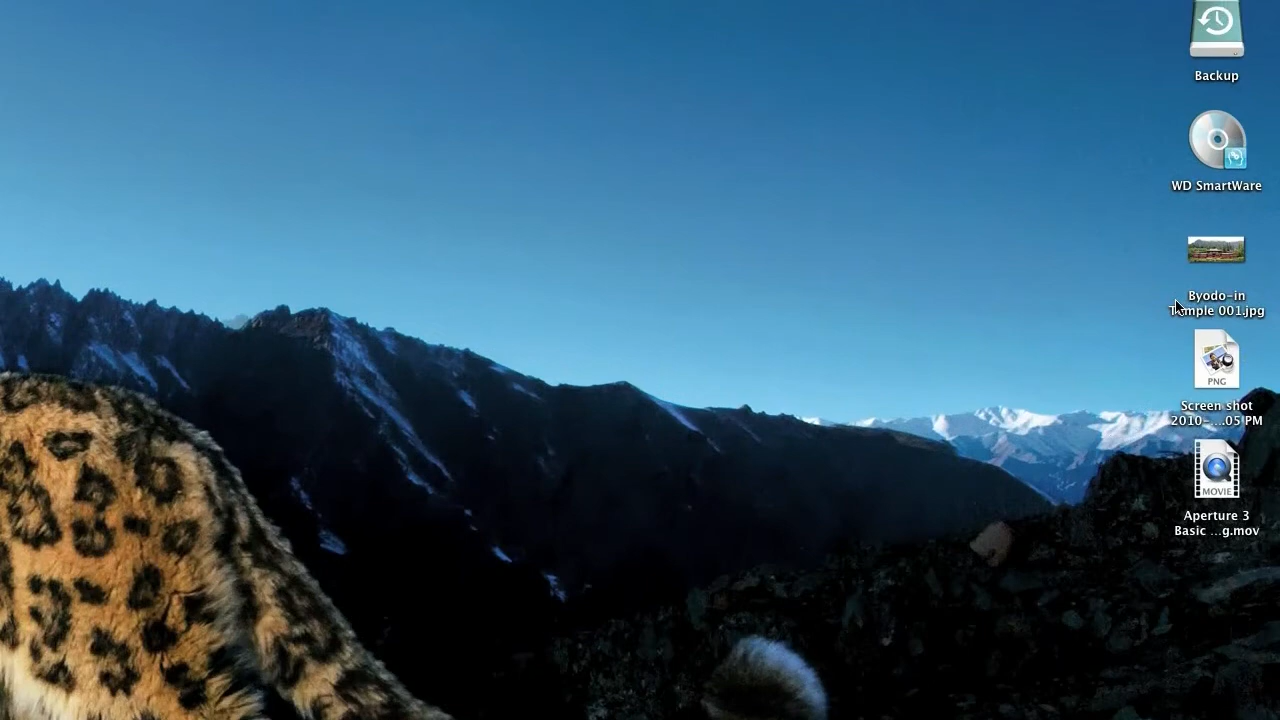 Backup
WD SmartWare
Byodo-in
Temple 001.jpg
PNG
Screen shot
2010-...05 PM
MOVIE
Aperture 3
Basic ...g.mov